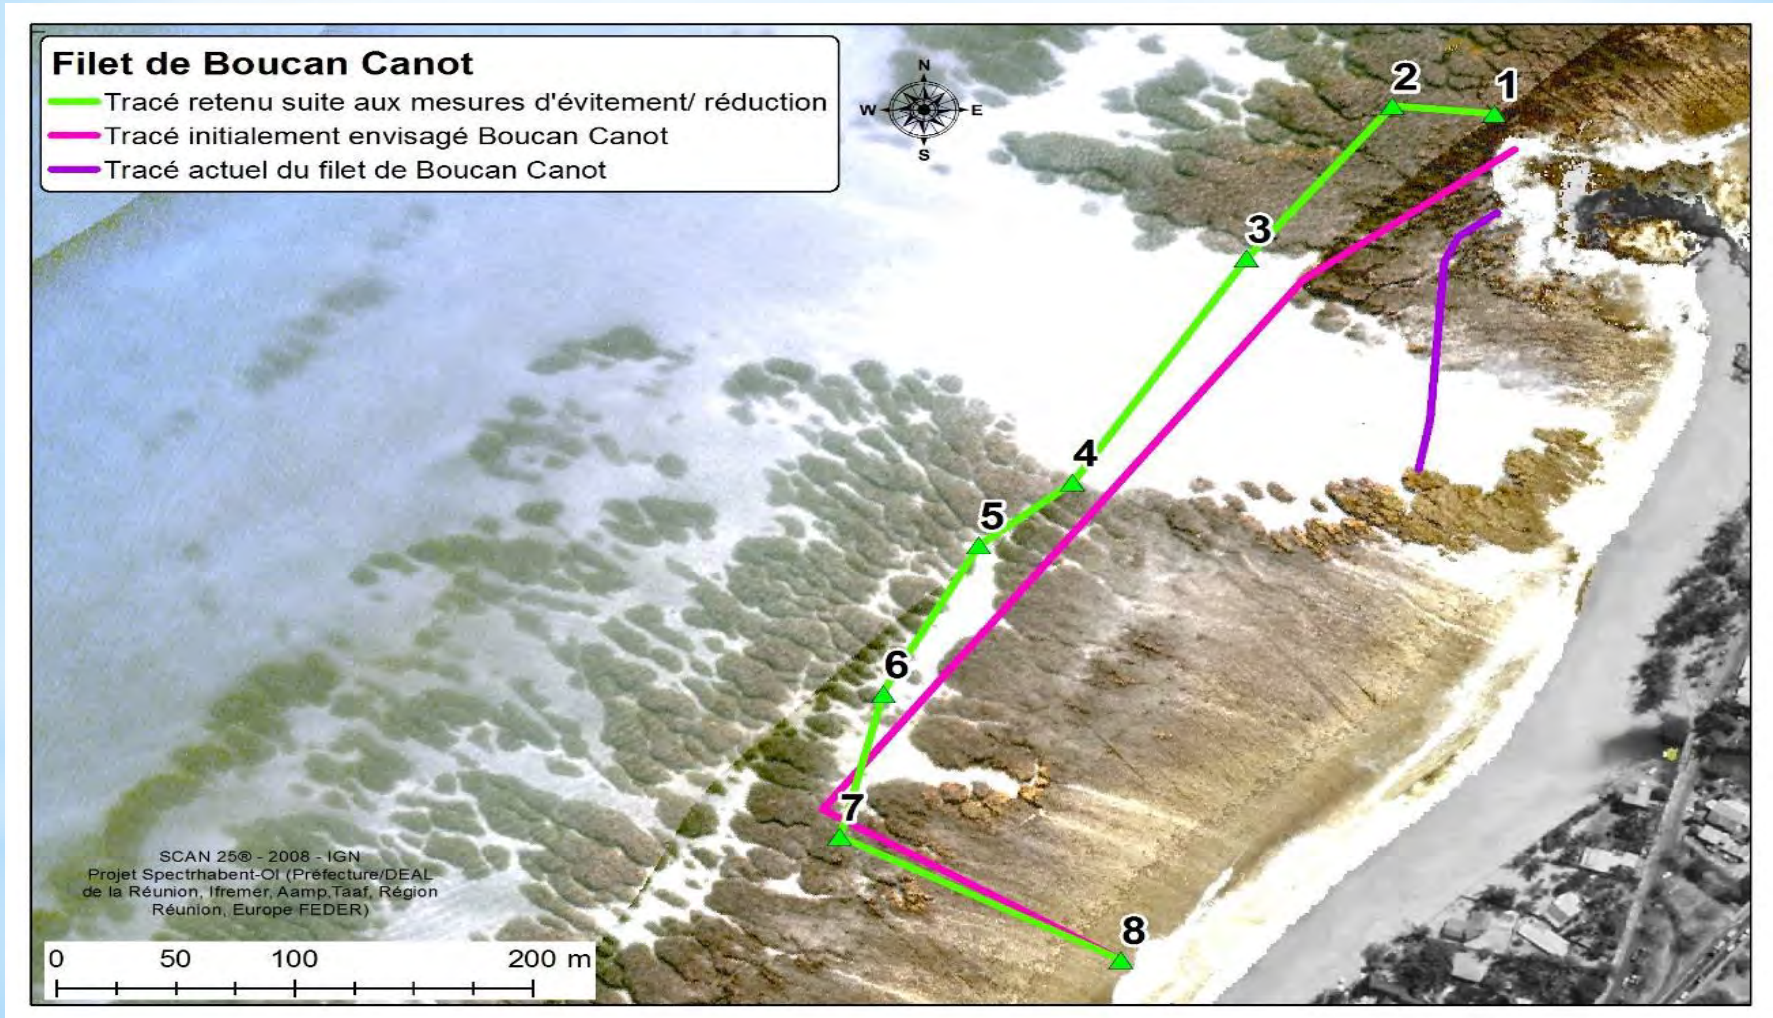 Filet de Boucan Canot
Tracé retenu suite aux mesures d'évitement/ réduction
Tracé initialement envisagé Boucan Canot
Tracé actuel du filet de Boucan Canot
N
W E
S
2 1
3
4
5
6
7
8
SCAN 25® - 2008 - IGN
Projet Spectrhabent-OI (Préfecture/DEAL
de la Réunion, Ifremer, Aamp,Taaf, Région
Réunion, Europe FEDER)
0 50 100 200 m